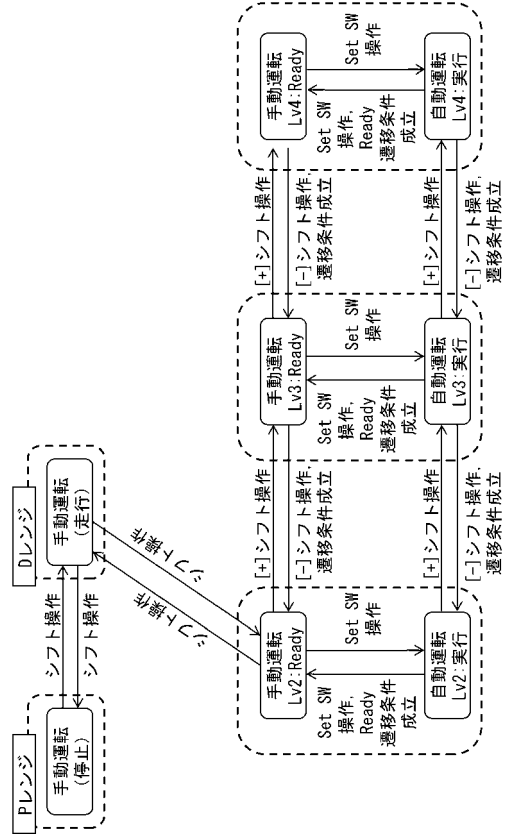 Pレンジ
手動運転
(停止)
シフト操作
シフト操作
Dレンジ
手動運転
(走行)
シフト操作
シフト操作
手動運転
Lv2:Ready
Set SW
操作,
Ready
遷移条件
成立
Set SW
操作
自動運転
Lv2:実行
[+]シフト操作
[-]シフト操作,
遷移条件成立
[+]シフト操作
[-]シフト操作,
遷移条件成立
手動運転
Lv3:Ready
Set SW
操作,
Ready
遷移条件
成立
Set SW
操作
自動運転
Lv3:実行
[+]シフト操作
[-]シフト操作,
遷移条件成立
[+]シフト操作
[-]シフト操作,
遷移条件成立
手動運転
Lv4:Ready
Set SW
操作,
Ready
遷移条件
成立
Set SW
操作
自動運転
Lv4:実行